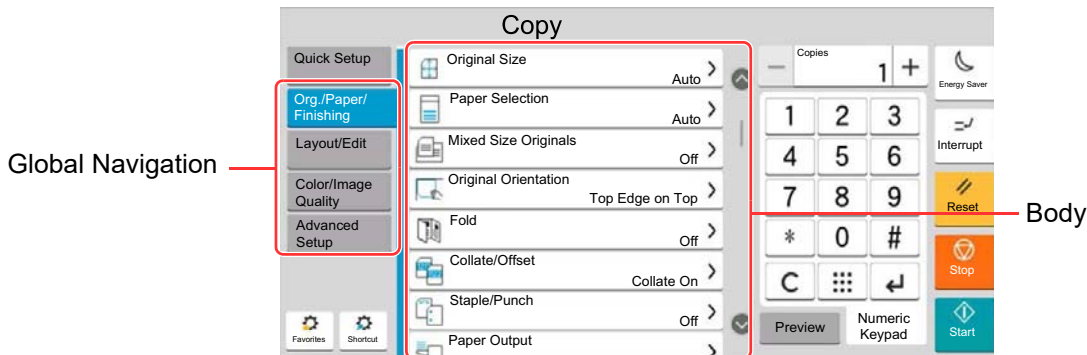 Copy
Quick Setup
Org./Paper/
Finishing
Layout/Edit
Color/Image
Quality
Advanced
Setup
Favorites
Shortcut
Global Navigation
Original Size
Auto
Paper Selection
Auto
Mixed Size Originals
Off
Original Orientation
Top Edge on Top
Fold
Off
Collate/Offset
Collate On
Staple/Punch
Off
Paper Output
Copies
− 1 +
1 2 3
4 5 6
7 8 9
* 0 #
C
Preview
Numeric
Keypad
Energy Saver
Interrupt
Reset
Stop
Start
Body